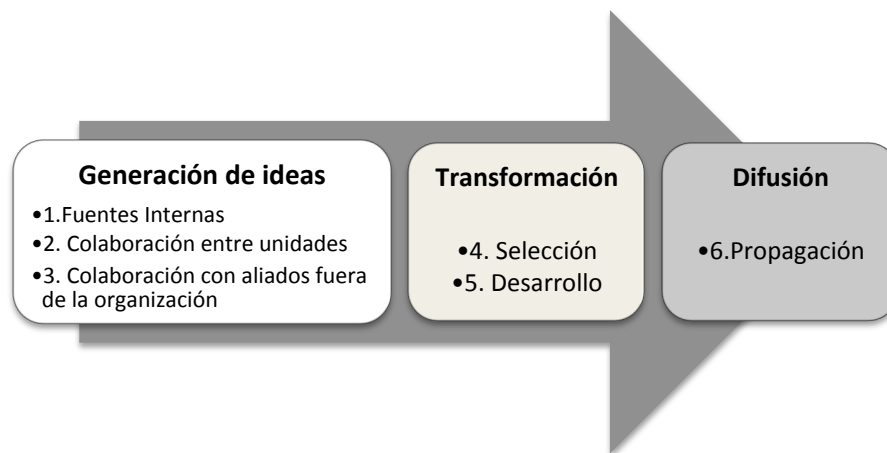 Generación de ideas
•1.Fuentes Internas
•2. Colaboración entre unidades
•3. Colaboración con aliados fuera
de la organización
Transformación
•4. Selección
•5. Desarrollo
Difusión
•6.Propagación